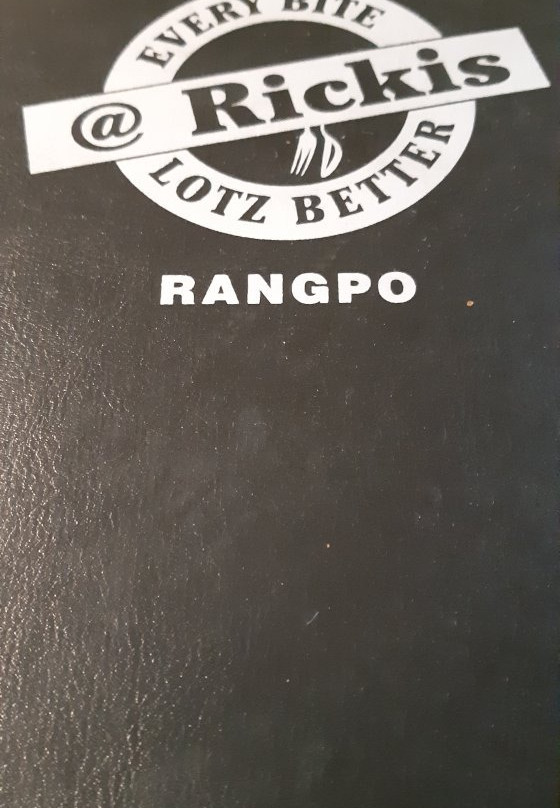 EVERY BITE
@ Rickis
LOTZ BETTER
RANGPO